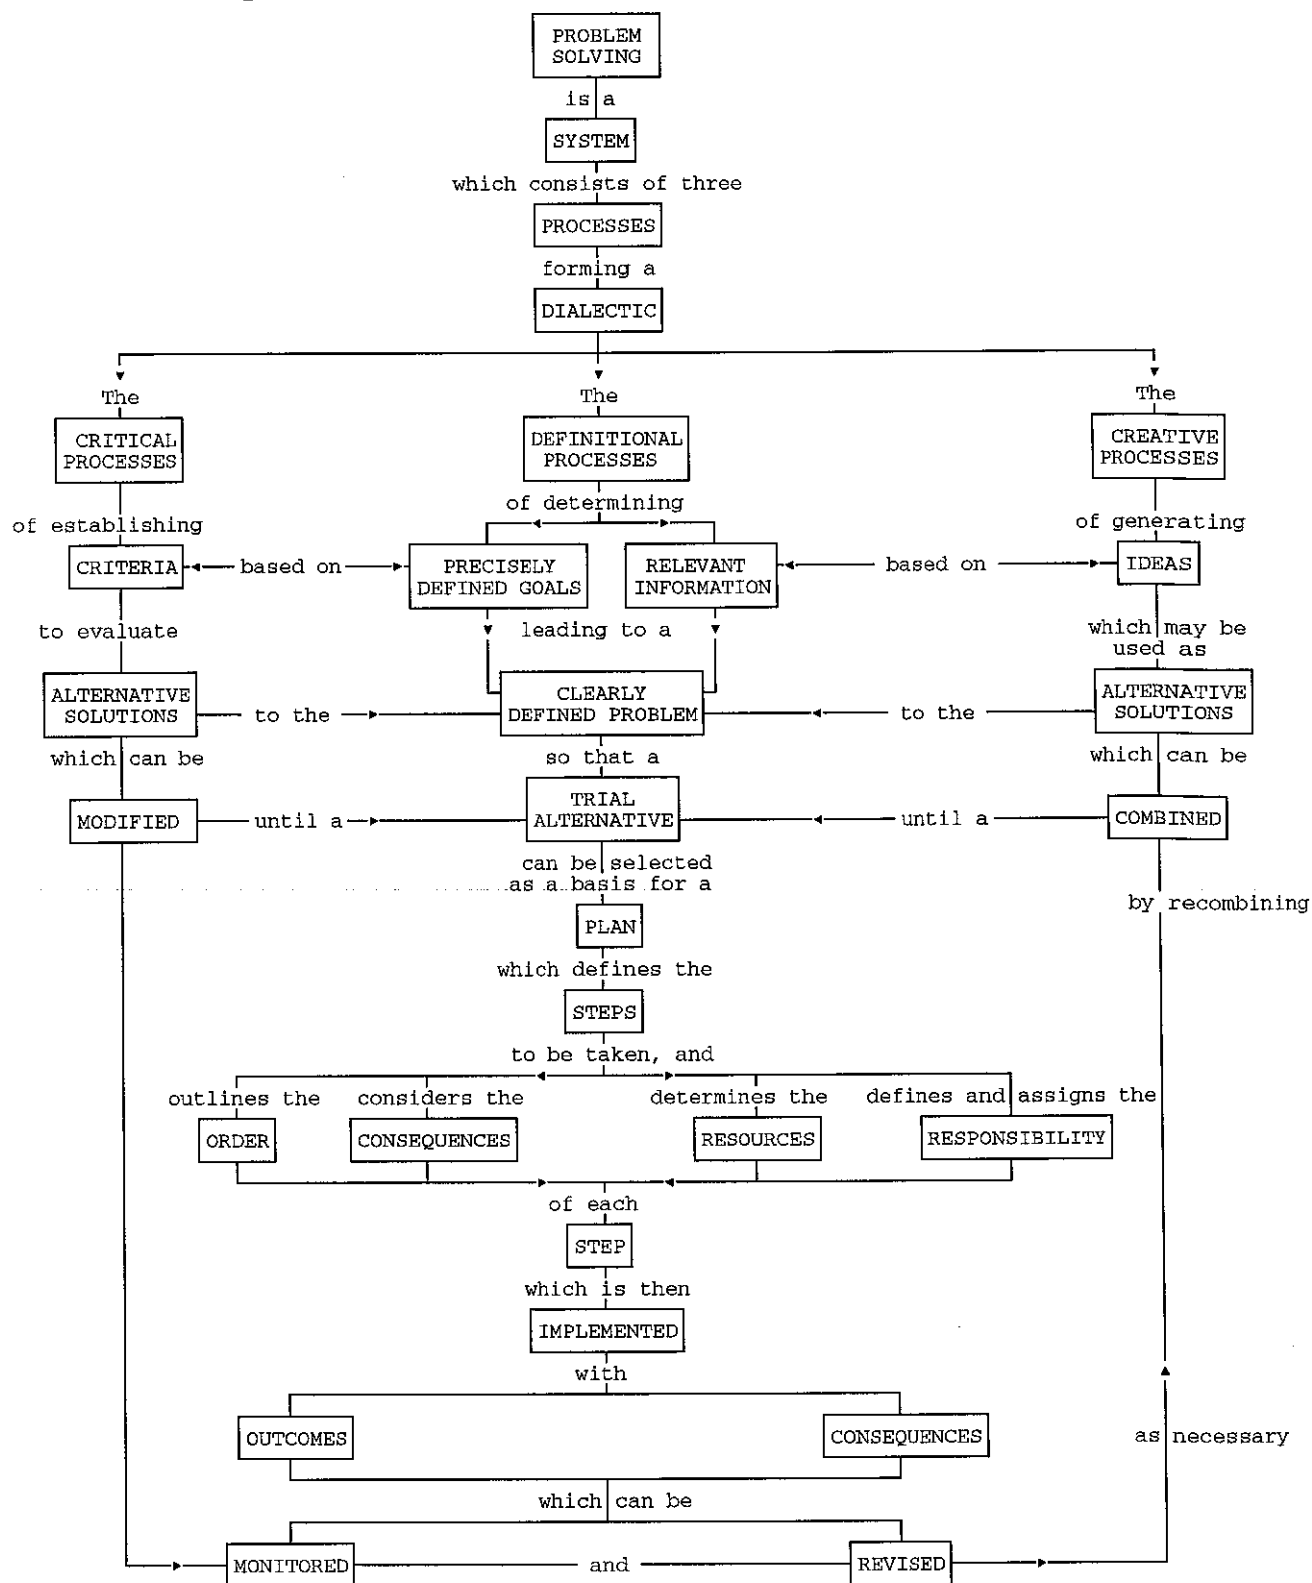 PROBLEM
SOLVING
is a
SYSTEM
which consists of three
PROCESSES
forming a
DIALECTIC
The
The
The
CRITICAL
PROCESSES
DEFINITIONAL
PROCESSES
CREATIVE
PROCESSES
of establishing
of determining
of generating
CRITERIA
based on
PRECISELY
DEFINED GOALS
RELEVANT
INFORMATION
based on
IDEAS
to evaluate
leading to a
which may be
used as
ALTERNATIVE
SOLUTIONS
to the
CLEARLY
DEFINED PROBLEM
to the
ALTERNATIVE
SOLUTIONS
which can be
so that a
which can be
MODIFIED
until a
TRIAL
ALTERNATIVE
until a
COMBINED
can be selected
as a basis for a
by recombining
PLAN
which defines the
STEPS
to be taken, and
outlines the
considers the
determines the
defines and assigns the
ORDER
CONSEQUENCES
RESOURCES
RESPONSIBILITY
of each
STEP
which is then
IMPLEMENTED
with
OUTCOMES
CONSEQUENCES
as necessary
which can be
MONITORED
and
REVISED